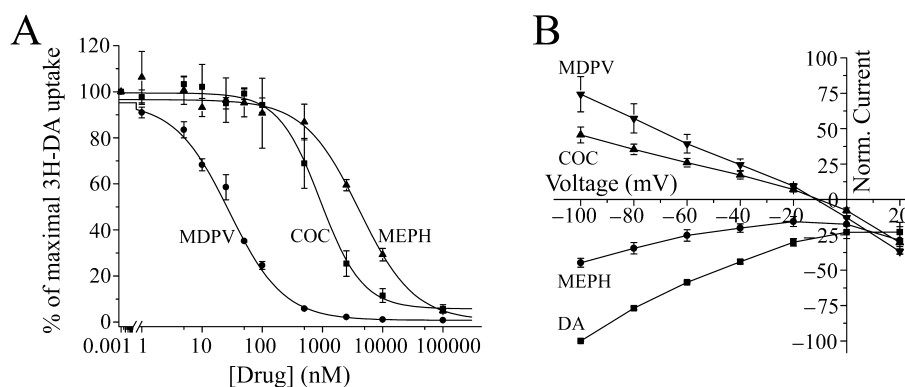 A
% of maximal 3H-DA uptake
120
100
80
60
40
20
0
MDPV
COC
MEPH
0.001 1 10 100 1000 10000 100000
[Drug] (nM)
B
MDPV
COC
Voltage (mV)
−100 −80 −60 −40 −20 0 20
MEPH
DA
Norm. Current
100
75
50
25
0
−25
−50
−75
−100